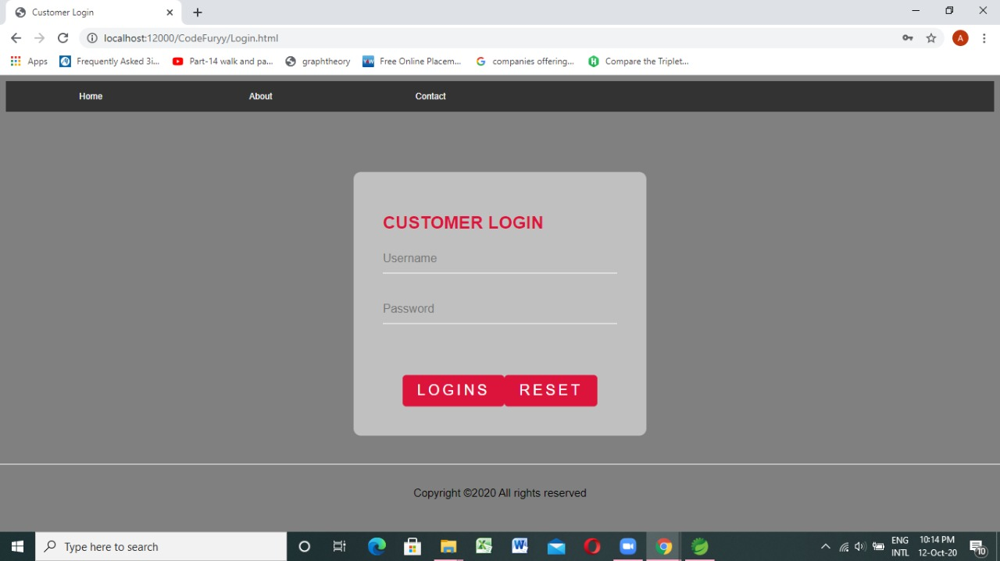 Customer Login
localhost:12000/CodeFuryy/Login.html
A
Apps Frequently Asked 3i... Part-14 walk and pa... graphtheory Free Online Placem... companies offering... Compare the Triplet...
Home About Contact
CUSTOMER LOGIN
Username
Password
LOGINS RESET
Copyright ©2020 All rights reserved
Type here to search
ENG 10:14 PM
INTL 12-Oct-20
10